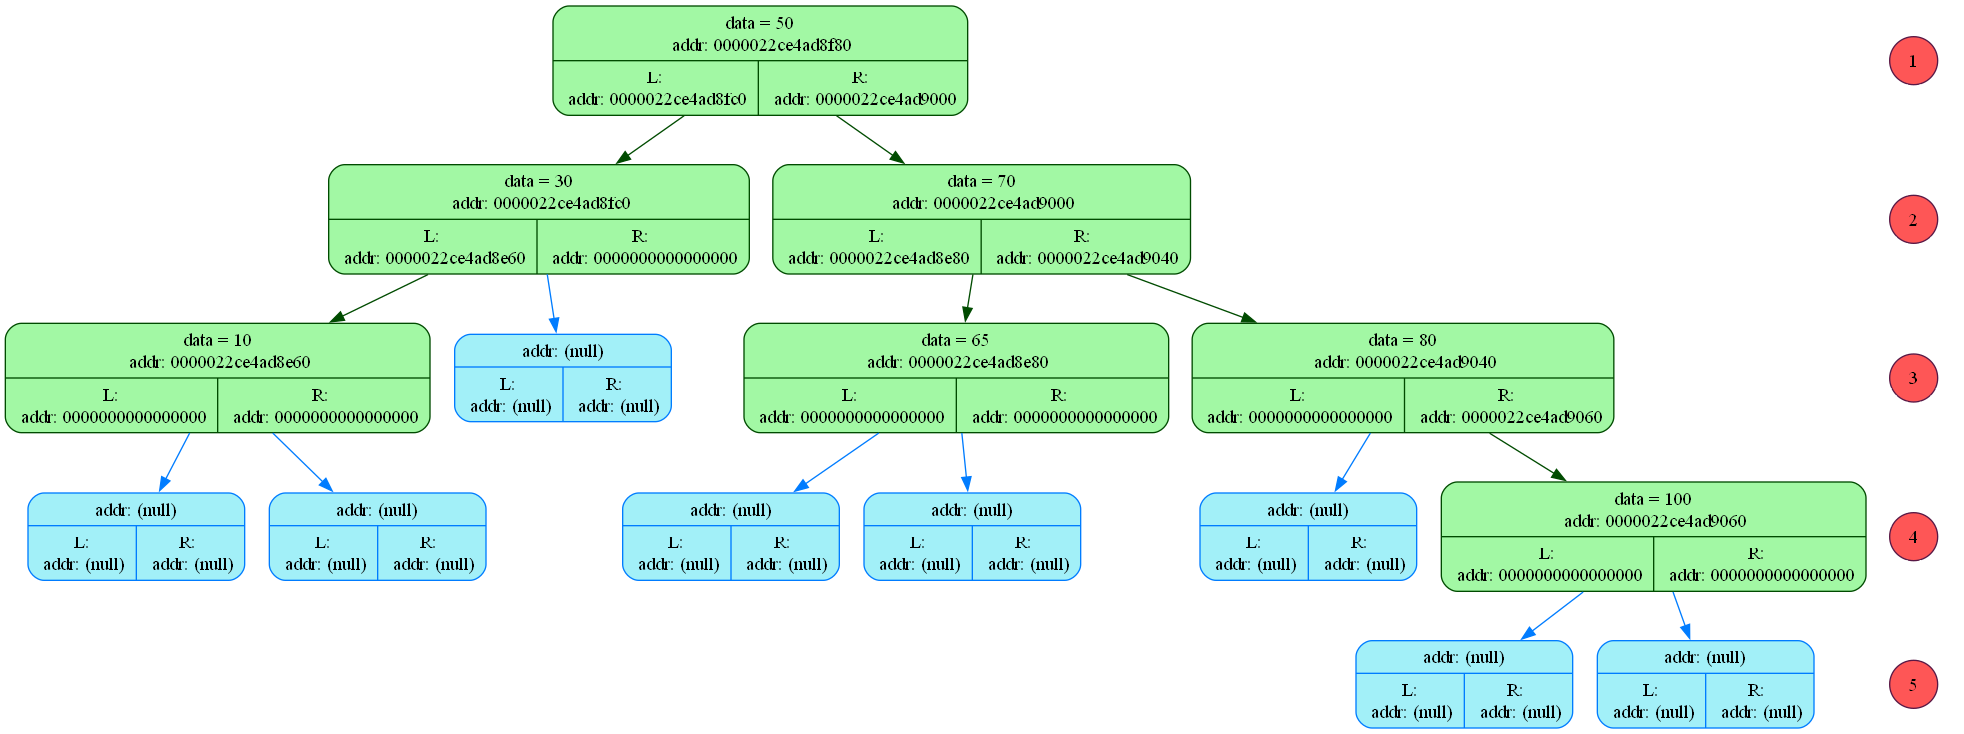 data = 50
addr: 0000022ce4ad8f80
L:
addr: 0000022ce4ad8fc0
R:
addr: 0000022ce4ad9000
1
data = 30
addr: 0000022ce4ad8fc0
L:
addr: 0000022ce4ad8e60
R:
addr: 0000000000000000
data = 70
addr: 0000022ce4ad9000
L:
addr: 0000022ce4ad8e80
R:
addr: 0000022ce4ad9040
2
data = 10
addr: 0000022ce4ad8e60
L:
addr: 0000000000000000
R:
addr: 0000000000000000
addr: (null)
L:
addr: (null)
R:
addr: (null)
data = 65
addr: 0000022ce4ad8e80
L:
addr: 0000000000000000
R:
addr: 0000000000000000
data = 80
addr: 0000022ce4ad9040
L:
addr: 0000000000000000
R:
addr: 0000022ce4ad9060
3
addr: (null)
L:
addr: (null)
R:
addr: (null)
addr: (null)
L:
addr: (null)
R:
addr: (null)
addr: (null)
L:
addr: (null)
R:
addr: (null)
addr: (null)
L:
addr: (null)
R:
addr: (null)
addr: (null)
L:
addr: (null)
R:
addr: (null)
data = 100
addr: 0000022ce4ad9060
L:
addr: 0000000000000000
R:
addr: 0000000000000000
4
addr: (null)
L:
addr: (null)
R:
addr: (null)
addr: (null)
L:
addr: (null)
R:
addr: (null)
5